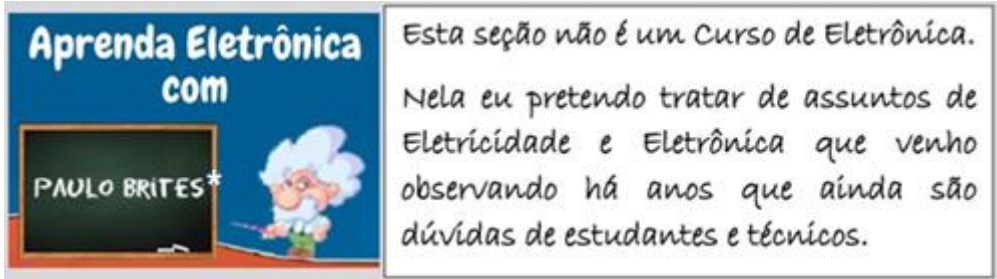 Aprenda Eletrônica
com
PAULO BRITES*
Esta seção não é um Curso de Eletrônica.
Nela eu pretendo tratar de assuntos de
Eletricidade e Eletrônica que venho
observando há anos que ainda são
dúvidas de estudantes e técnicos.